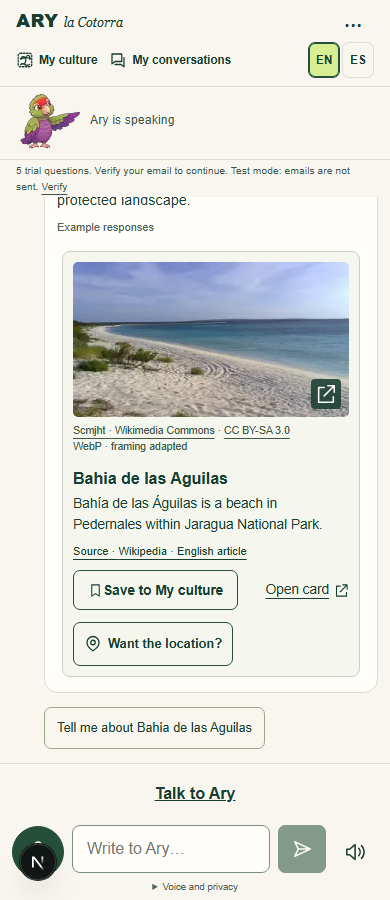 ARY la Cotorra
...
My culture
My conversations
EN
ES
Ary is speaking
5 trial questions. Verify your email to continue. Test mode: emails are not
sent. Verify
protected landscape.
Example responses
Scmjht · Wikimedia Commons · CC BY-SA 3.0
WebP · framing adapted
Bahia de las Aguilas
Bahía de las Águilas is a beach in
Pedernales within Jaragua National Park.
Source · Wikipedia · English article
Save to My culture
Open card
Want the location?
Tell me about Bahia de las Aguilas
Talk to Ary
Write to Ary...
N
Voice and privacy